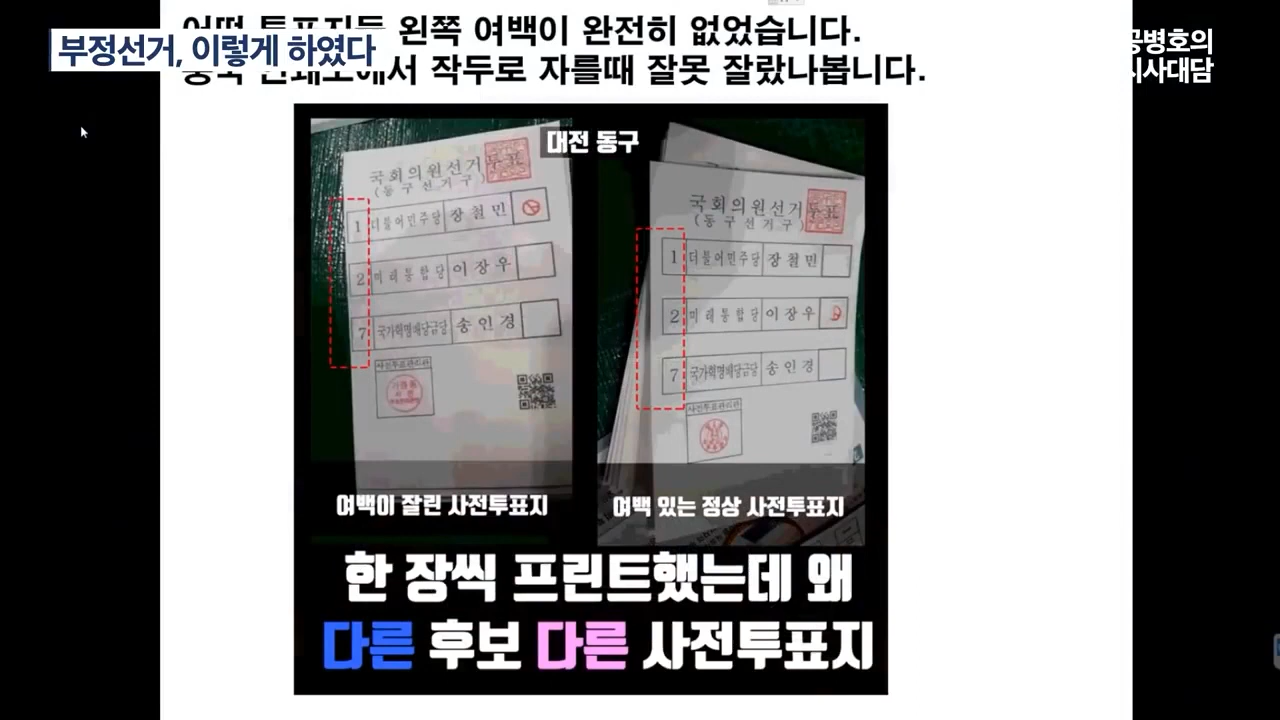 어떤 투표지들 왼쪽 여백이 완전히 없었습니다.
부정선거, 이렇게 하였다
공병호의
시사대담
중국 인쇄소에서 작두로 자를때 잘못 잘랐나봅니다.
대전 동구
국회의원선거투표
(동구선거구)
1 더불어민주당 장철민
2 미래통합당 이장우
7 국가혁명배당금당 송인경
사전투표관리관
국회의원선거투표
(동구선거구)
1 더불어민주당 장철민
2 미래통합당 이장우
7 국가혁명배당금당 송인경
사전투표관리관
여백이 잘린 사전투표지
여백 있는 정상 사전투표지
한 장씩 프린트했는데 왜
다른 후보 다른 사전투표지